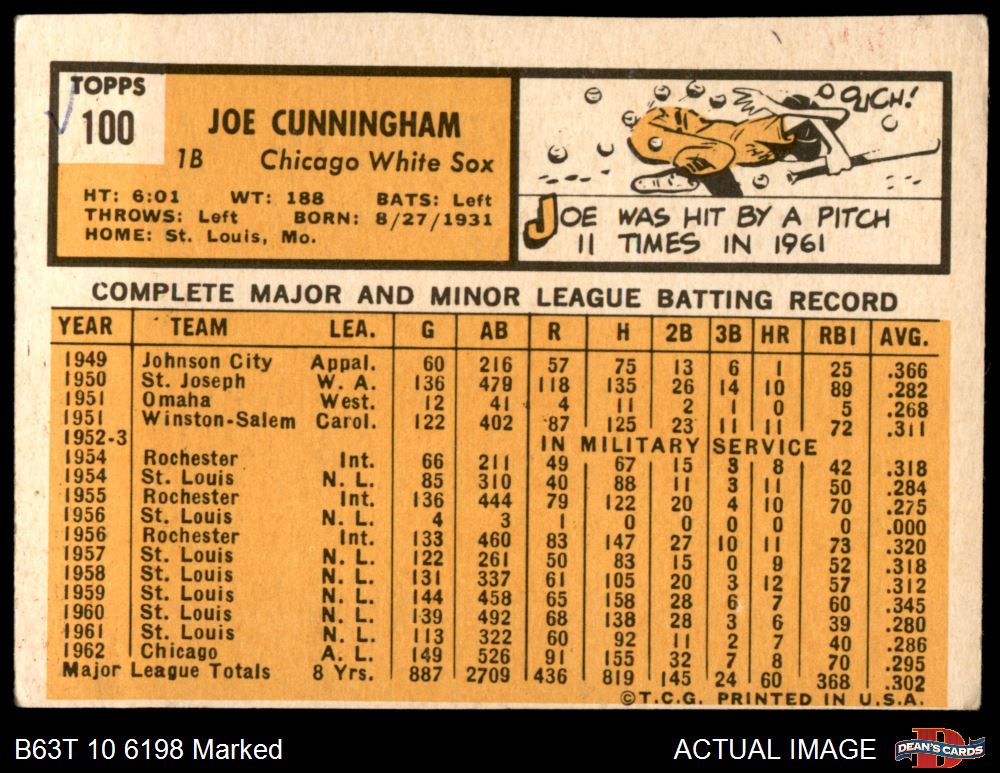 TOPPS
100
JOE CUNNINGHAM
1B Chicago White Sox
HT: 6:01 WT: 188 BATS: Left
THROWS: Left BORN: 8/27/1931
HOME: St. Louis, Mo.
OUCH!
JOE WAS HIT BY A PITCH
11 TIMES IN 1961
COMPLETE MAJOR AND MINOR LEAGUE BATTING RECORD
YEAR TEAM LEA. G AB R H 2B 3B HR RBI AVG.
1949 Johnson City Appal. 60 216 57 75 13 6 1 25 .366
1950 St. Joseph W. A. 136 479 118 135 26 14 10 89 .282
1951 Omaha West. 12 41 4 11 2 1 0 5 .268
1951 Winston-Salem Carol. 122 402 87 125 23 11 11 72 .311
1952-3 IN MILITARY SERVICE
1954 Rochester Int. 66 211 49 67 15 3 8 42 .318
1954 St. Louis N. L. 85 310 40 88 11 3 11 50 .284
1955 Rochester Int. 136 444 79 122 20 4 10 70 .275
1956 St. Louis N. L. 4 3 1 0 0 0 0 0 .000
1956 Rochester Int. 133 460 83 147 27 10 11 73 .320
1957 St. Louis N. L. 122 261 50 83 15 0 9 52 .318
1958 St. Louis N. L. 131 337 61 105 20 3 12 57 .312
1959 St. Louis N. L. 144 458 65 158 28 6 7 60 .345
1960 St. Louis N. L. 139 492 68 138 28 3 6 39 .280
1961 St. Louis N. L. 113 322 60 92 11 2 7 40 .286
1962 Chicago A. L. 149 526 91 155 32 7 8 70 .295
Major League Totals 8 Yrs. 887 2709 436 819 145 24 60 368 .302
©T.C.G. PRINTED IN U.S.A.
B63T 10 6198 Marked
ACTUAL IMAGE
DEAN'S CARDS